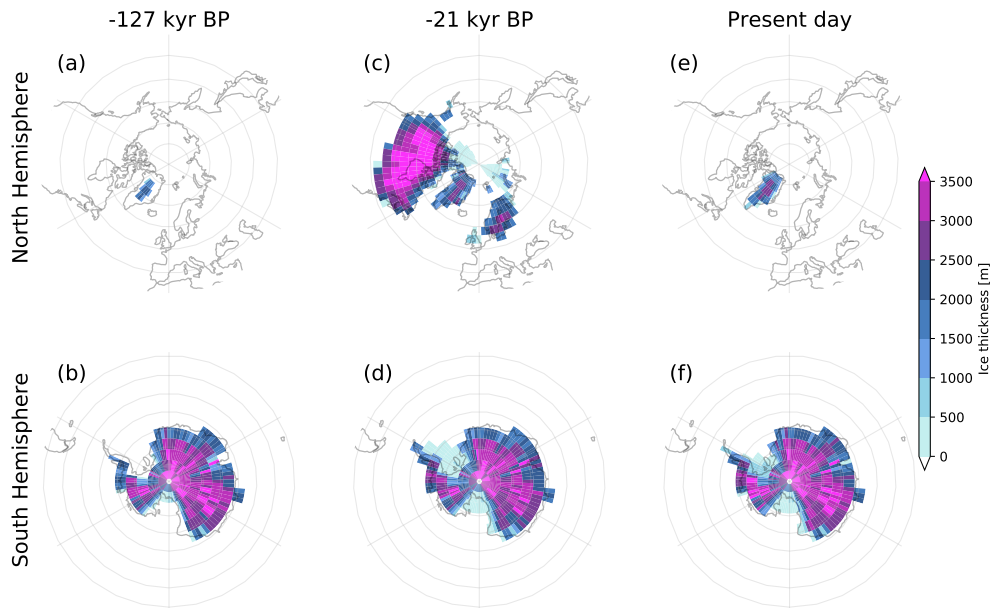 -127 kyr BP
-21 kyr BP
Present day
North Hemisphere
(a)
(c)
(e)
South Hemisphere
(b)
(d)
(f)
3500
3000
2500
2000
1500
1000
500
0
Ice thickness [m]